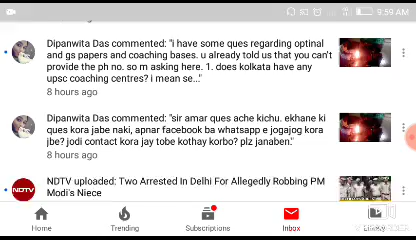 9:59 AM
Dipanwita Das commented: "i have some ques regarding optinal
and gs papers and coaching bases. u already told us that you can't
provide the ph no. so m asking here. 1. does kolkata have any
upsc coaching centres? i mean se..."
8 hours ago
Dipanwita Das commented: "sir amar ques ache kichu. ekhane ki
ques kora jabe naki, apnar facebook ba whatsapp e jogajog kora
jbe? jodi contact kora jay tobe kothay korbo? plz janaben."
8 hours ago
NDTV
NDTV uploaded: Two Arrested In Delhi For Allegedly Robbing PM
Modi's Niece
Home Trending Subscriptions Inbox Library